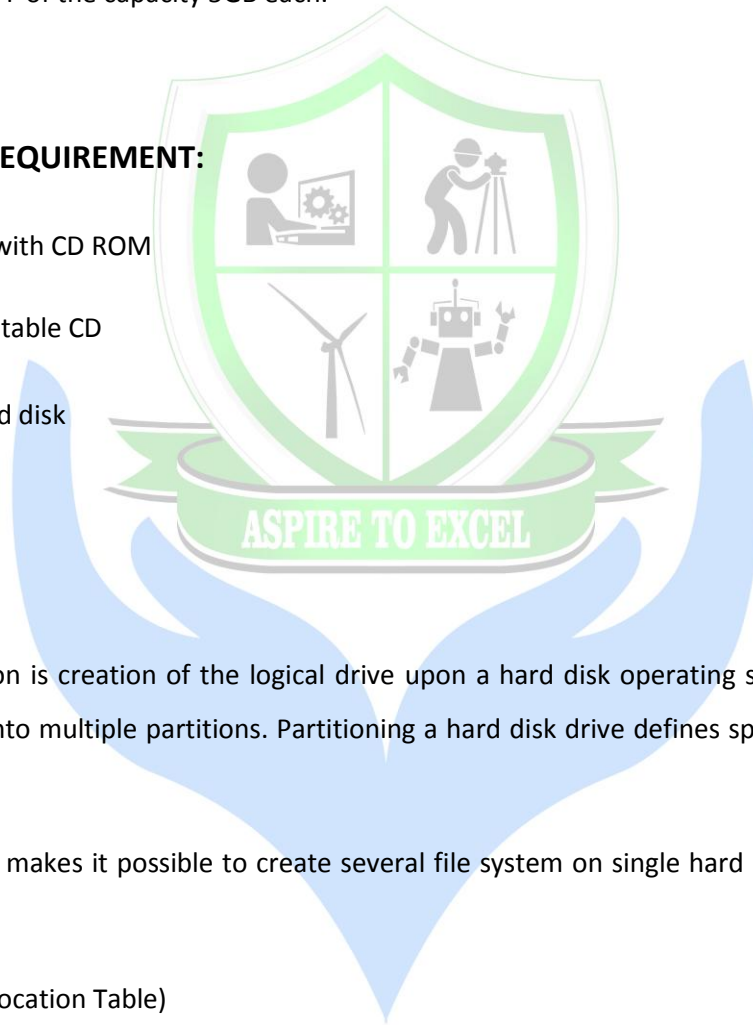 of the capacity 5GB each.
EQUIREMENT:
with CD ROM
table CD
d disk
ASPIRE TO EXCEL
on is creation of the logical drive upon a hard disk operating s
nto multiple partitions. Partitioning a hard disk drive defines sp
makes it possible to create several file system on single hard
ocation Table)